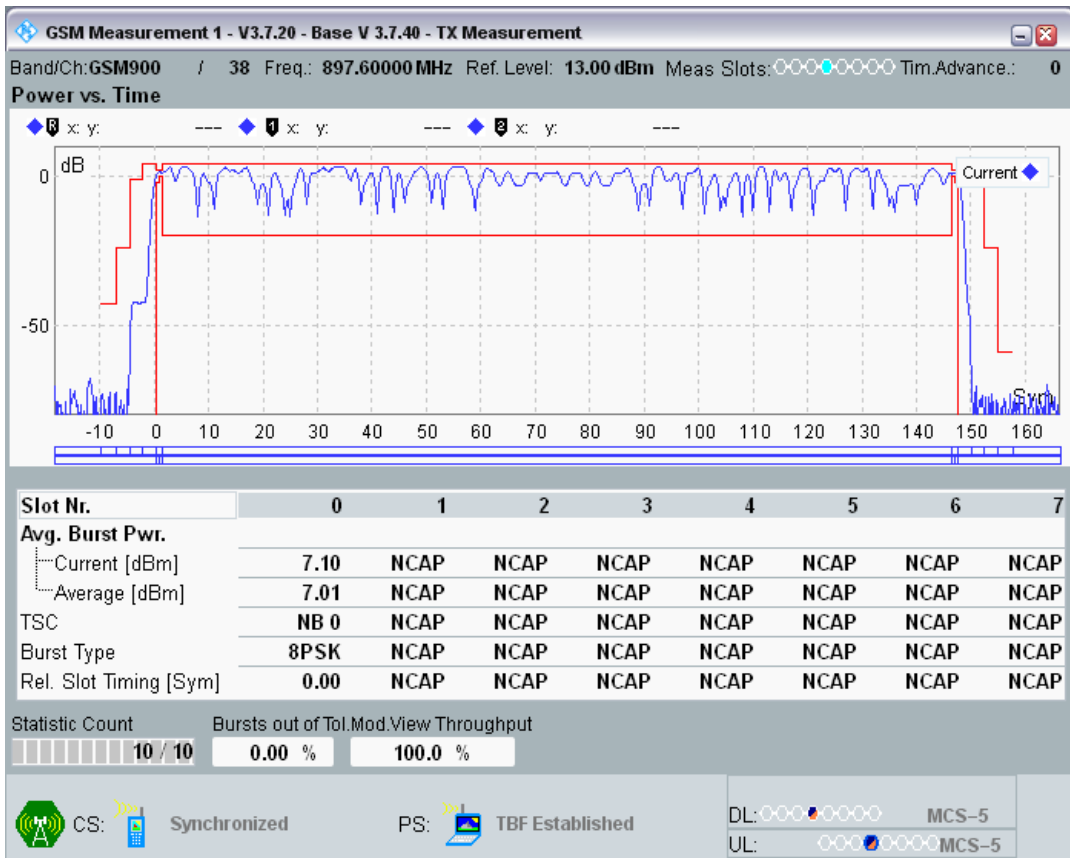 GSM Measurement 1 - V3.7.20 - Base V 3.7.40 - TX Measurement
Band/Ch:GSM900 / 38 Freq.: 897.60000 MHz Ref. Level: 13.00 dBm Meas Slots: Tim.Advance.: 0
Power vs. Time
R x: y: --- 1 x: y: --- 2 x: y: ---
dB
Current
0
-50
Sym
-10 0 10 20 30 40 50 60 70 80 90 100 110 120 130 140 150 160
Slot Nr. 0 1 2 3 4 5 6 7
Avg. Burst Pwr.
Current [dBm] 7.10 NCAP NCAP NCAP NCAP NCAP NCAP NCAP
Average [dBm] 7.01 NCAP NCAP NCAP NCAP NCAP NCAP NCAP
TSC NB 0 NCAP NCAP NCAP NCAP NCAP NCAP NCAP
Burst Type 8PSK NCAP NCAP NCAP NCAP NCAP NCAP NCAP
Rel. Slot Timing [Sym] 0.00 NCAP NCAP NCAP NCAP NCAP NCAP NCAP
Statistic Count Bursts out of Tol.Mod.View Throughput
10 / 10 0.00 % 100.0 %
CS: Synchronized PS: TBF Established
DL: MCS-5
UL: MCS-5